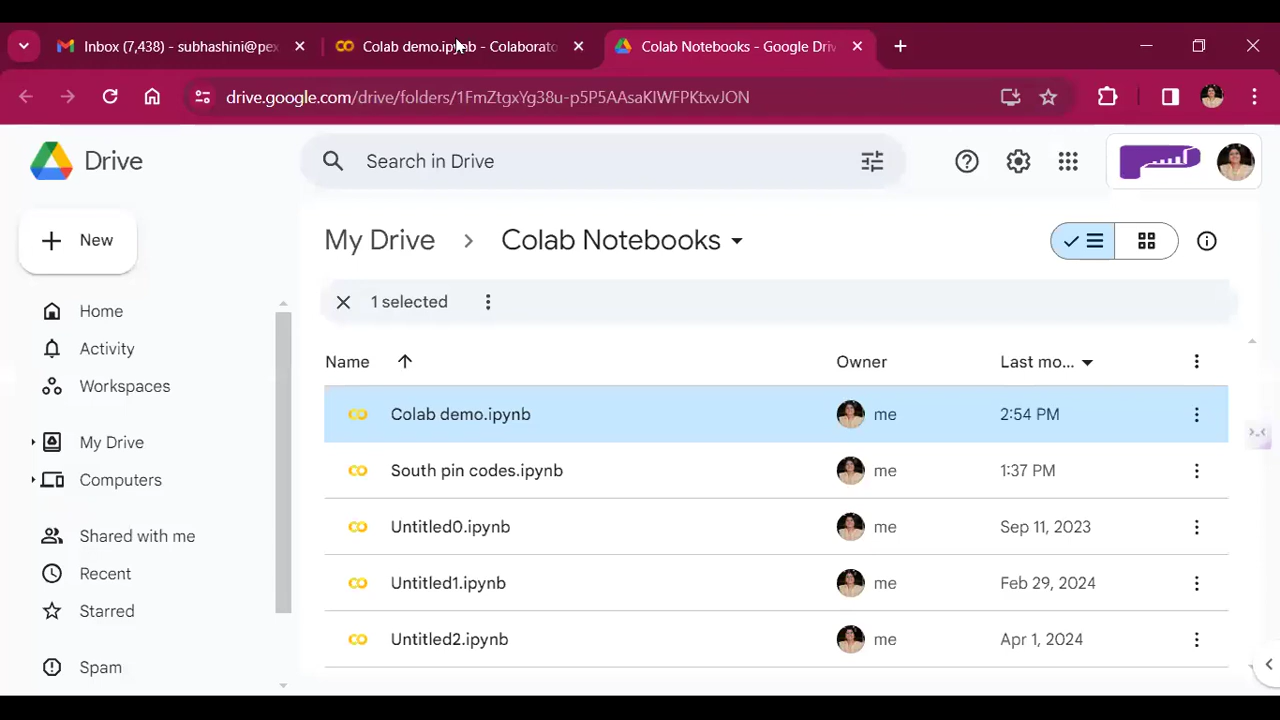 Inbox (7,438) - subhashini@pex
Colab demo.ipynb - Colaborato
Colab Notebooks - Google Driv
drive.google.com/drive/folders/1FmZtgxYg38u-p5P5AAsaKIWFPKtxvJON
Drive
Search in Drive
New
My Drive
Colab Notebooks
Home
Activity
Workspaces
My Drive
Computers
Shared with me
Recent
Starred
Spam
1 selected
Name
Owner
Last mo...
Colab demo.ipynb
me
2:54 PM
South pin codes.ipynb
me
1:37 PM
Untitled0.ipynb
me
Sep 11, 2023
Untitled1.ipynb
me
Feb 29, 2024
Untitled2.ipynb
me
Apr 1, 2024